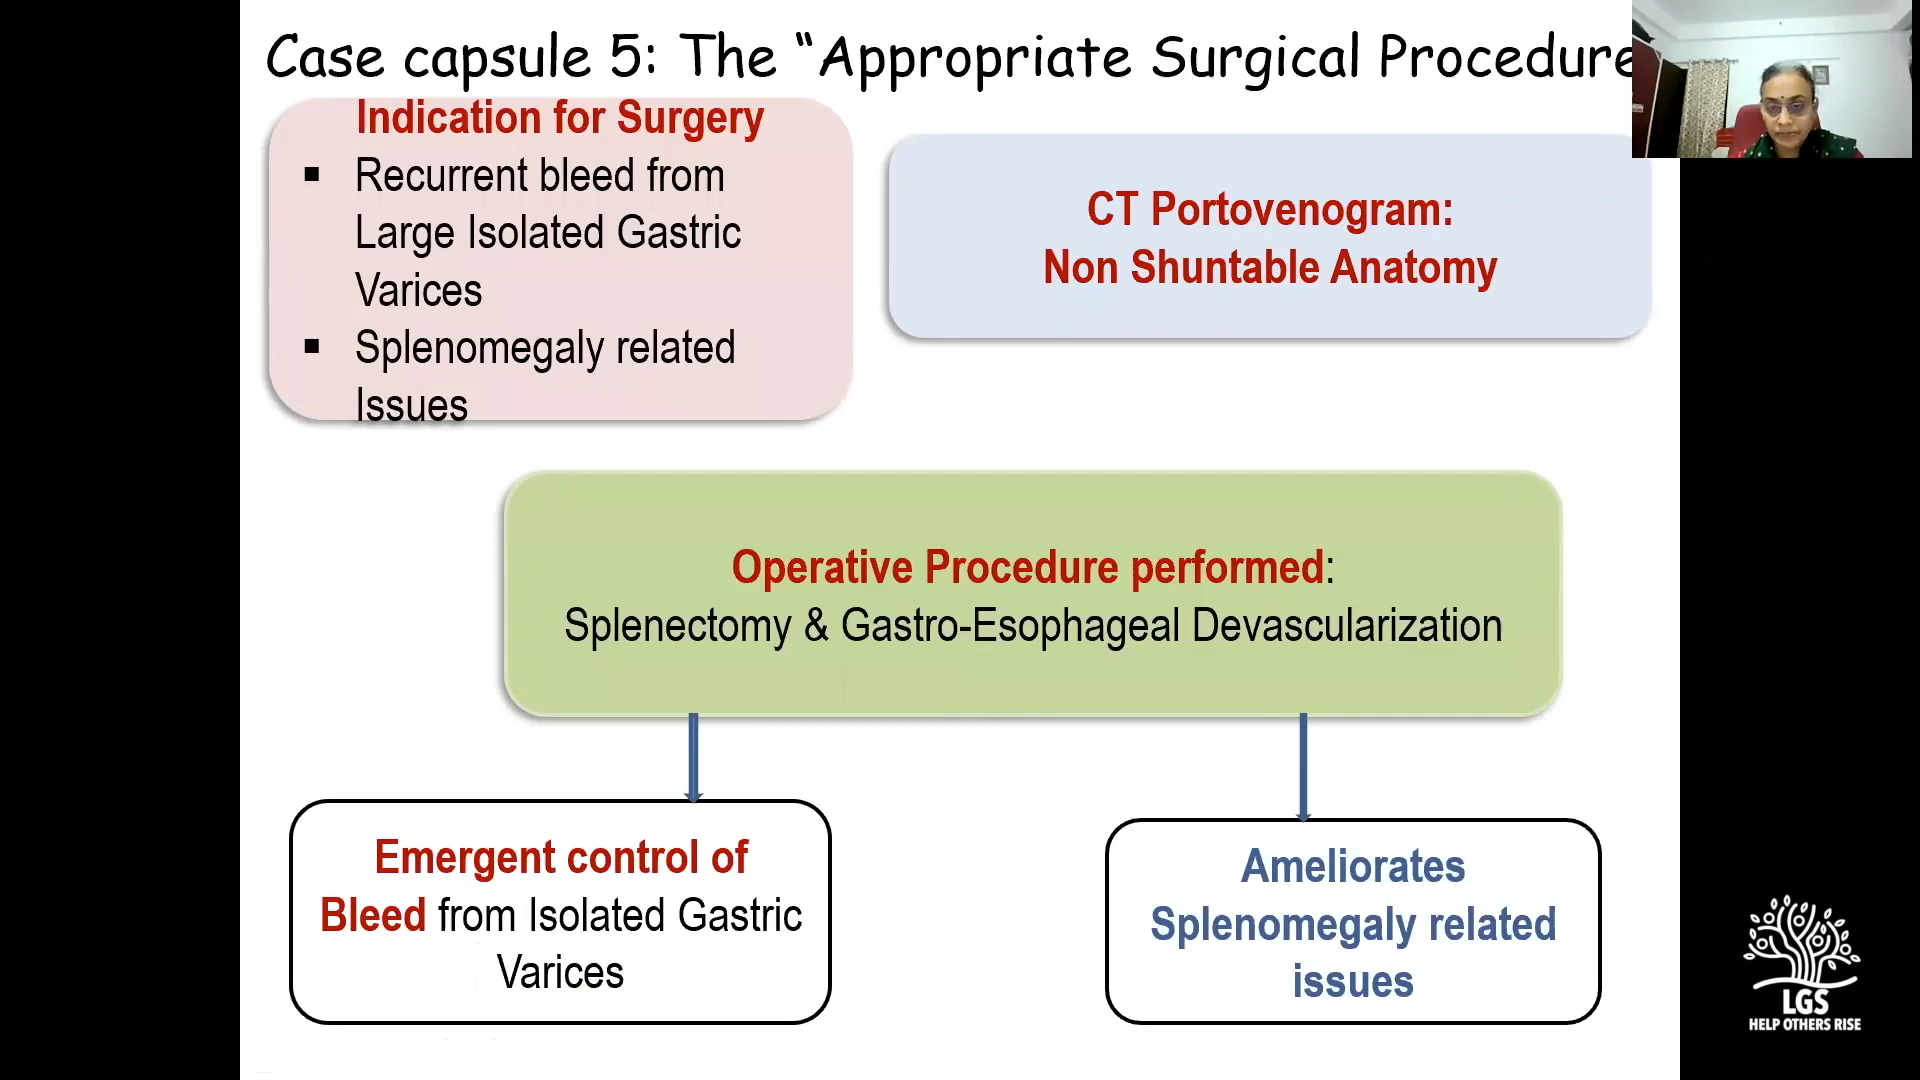 Case capsule 5: The “Appropriate Surgical Procedure
Indication for Surgery
▪ Recurrent bleed from
Large Isolated Gastric
Varices
▪ Splenomegaly related
Issues
CT Portovenogram:
Non Shuntable Anatomy
Operative Procedure performed:
Splenectomy & Gastro-Esophageal Devascularization
Emergent control of
Bleed from Isolated Gastric
Varices
Ameliorates
Splenomegaly related
issues
LGS
HELP OTHERS RISE